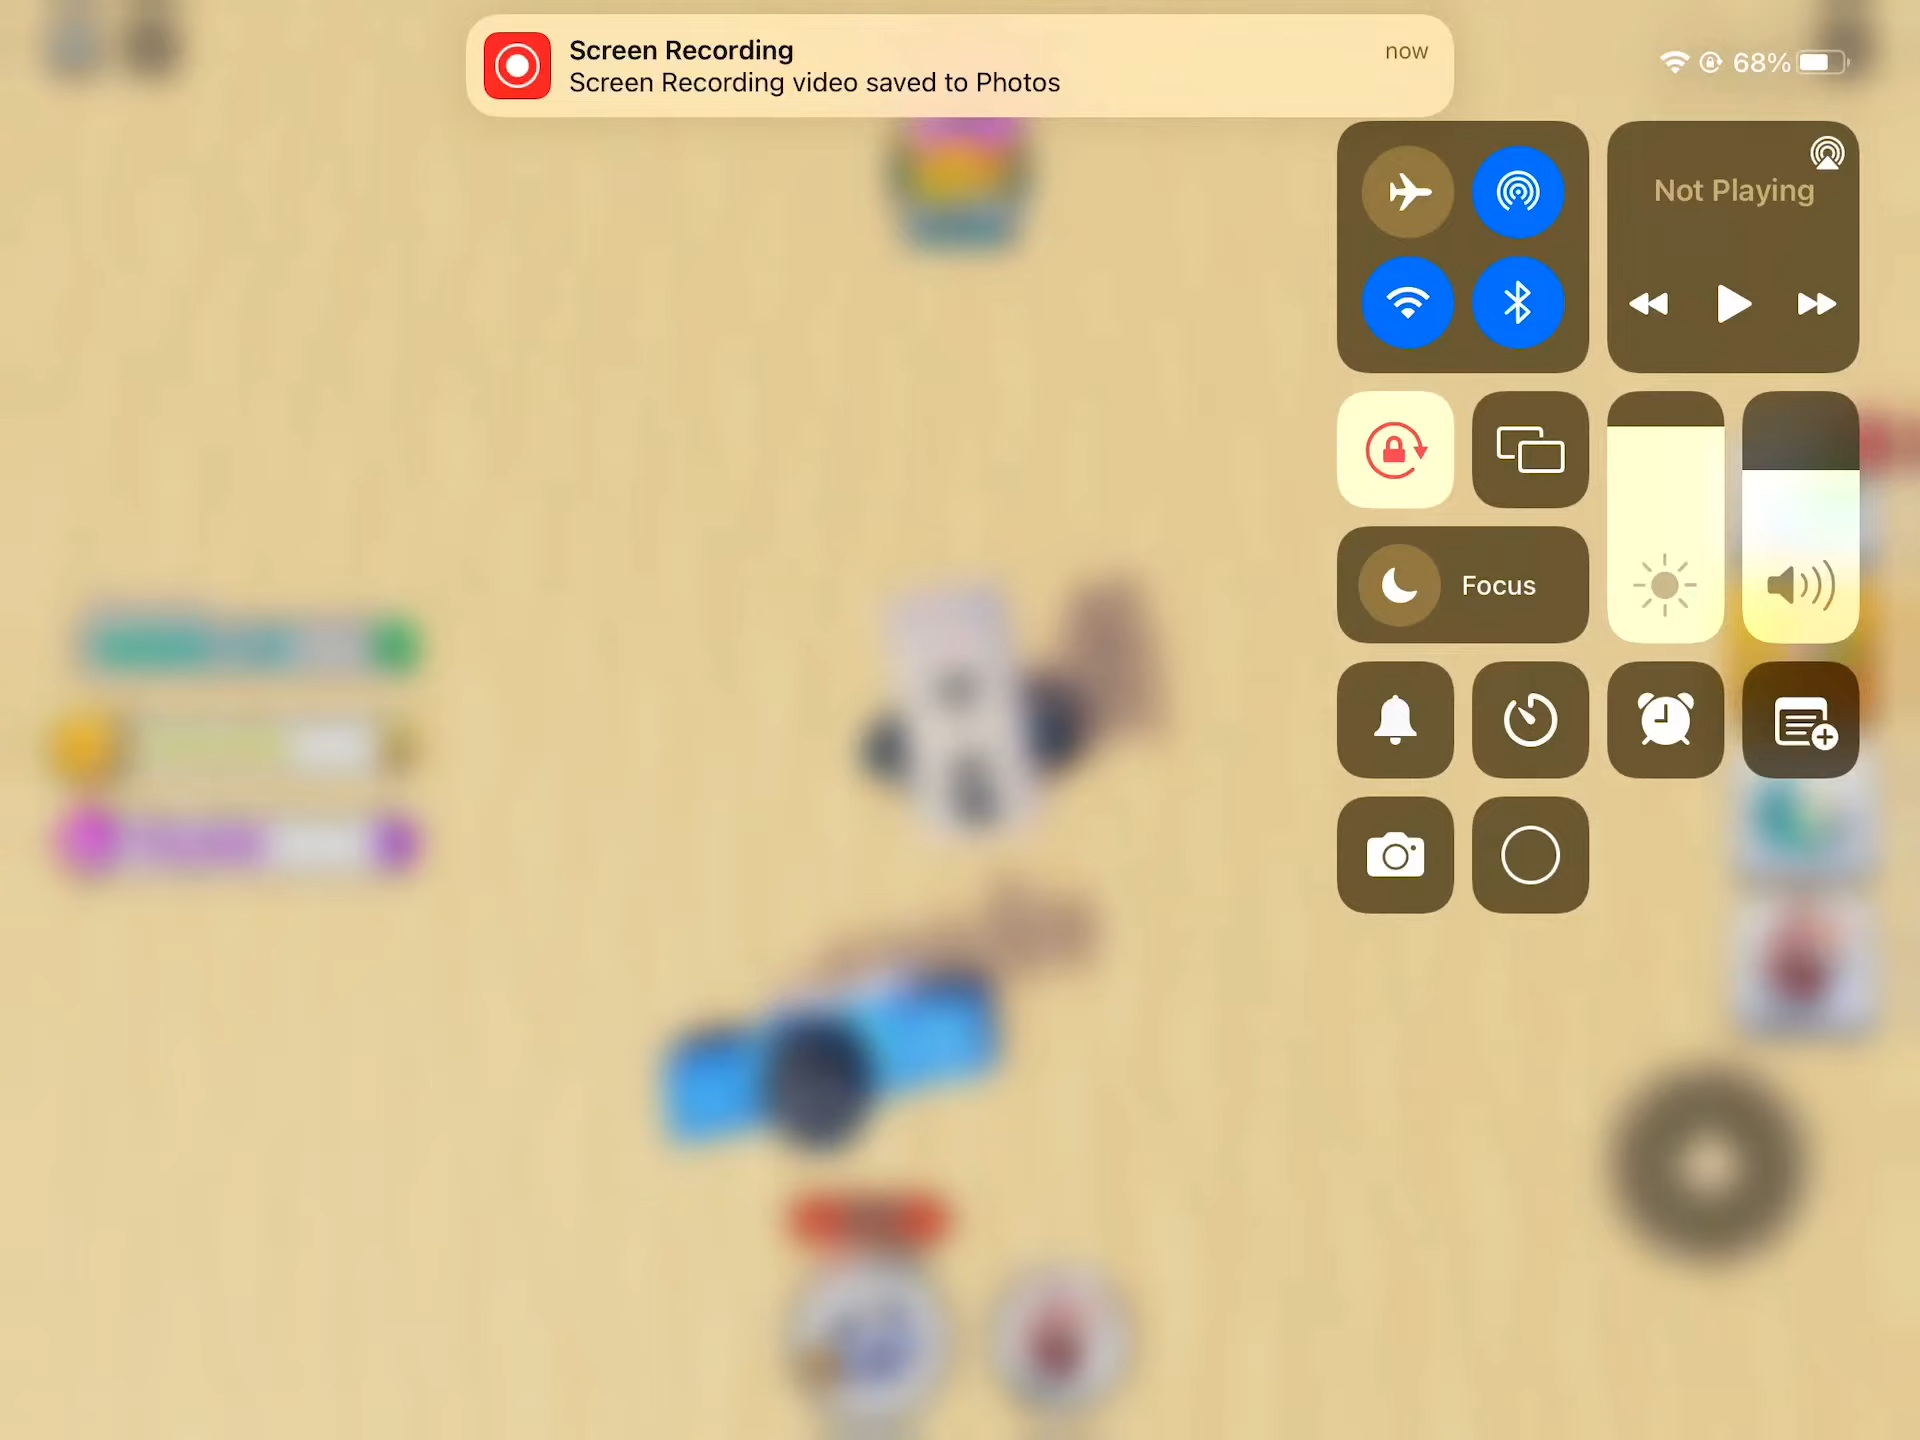 Screen Recording
now
Screen Recording video saved to Photos
68%
Not Playing
Focus